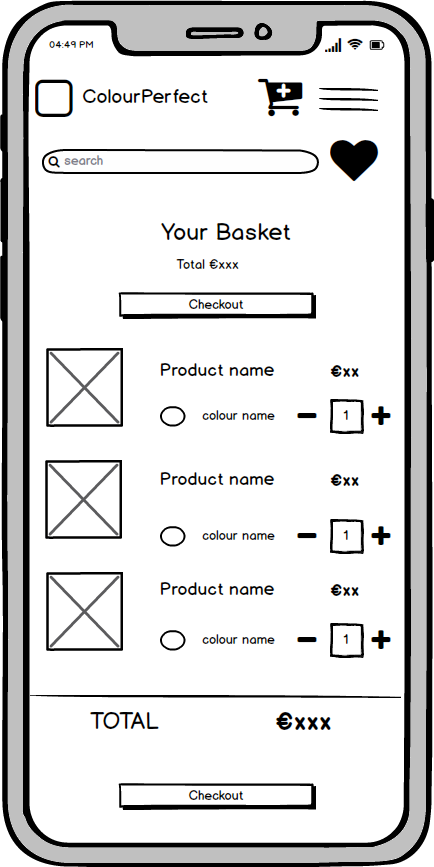 04:49 PM
ColourPerfect
search
Your Basket
Total €xxx
Checkout
Product name €xx
colour name 1
Product name €xx
colour name 1
Product name €xx
colour name 1
TOTAL €xxx
Checkout